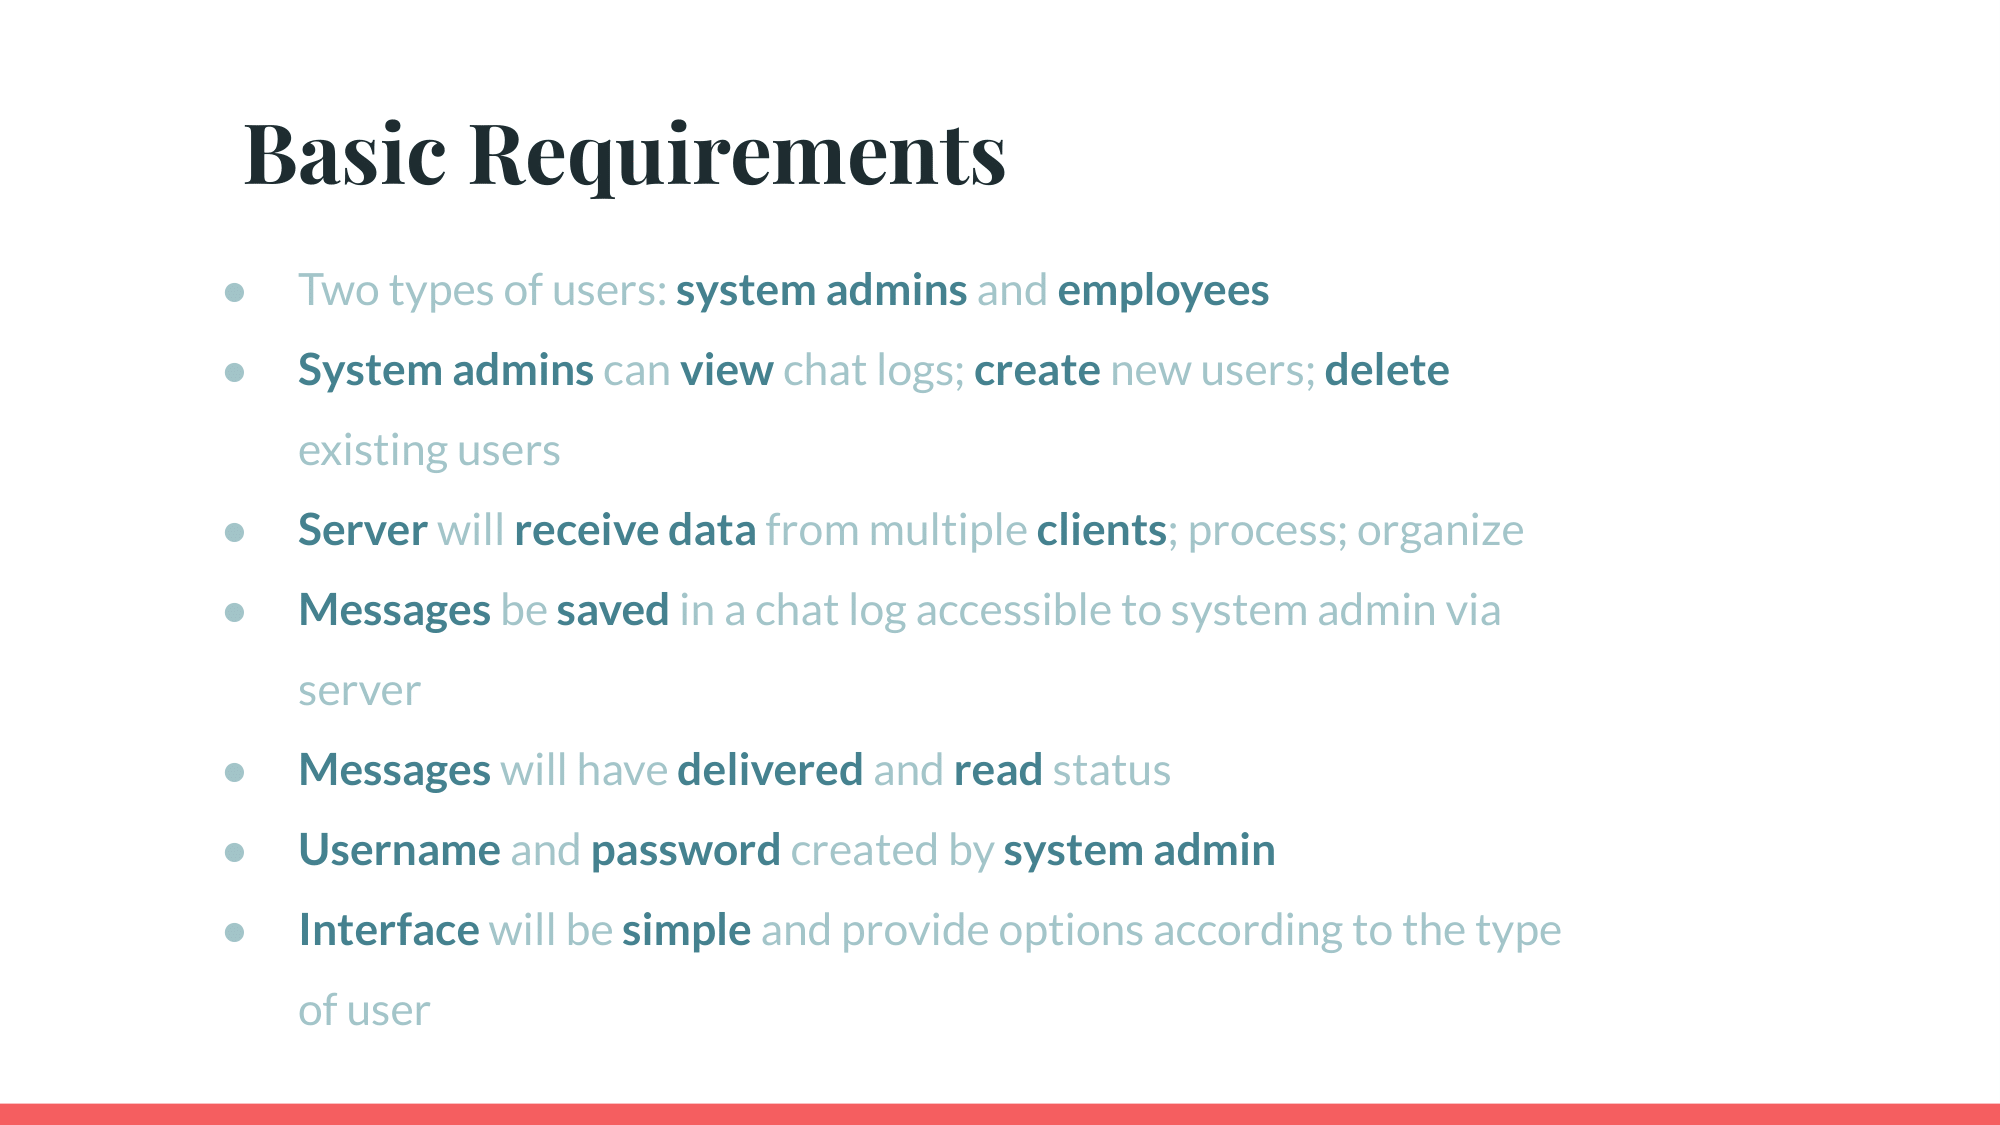 Basic Requirements
● Two types of users: system admins and employees
● System admins can view chat logs; create new users; delete
existing users
● Server will receive data from multiple clients; process; organize
● Messages be saved in a chat log accessible to system admin via
server
● Messages will have delivered and read status
● Username and password created by system admin
● Interface will be simple and provide options according to the type
of user